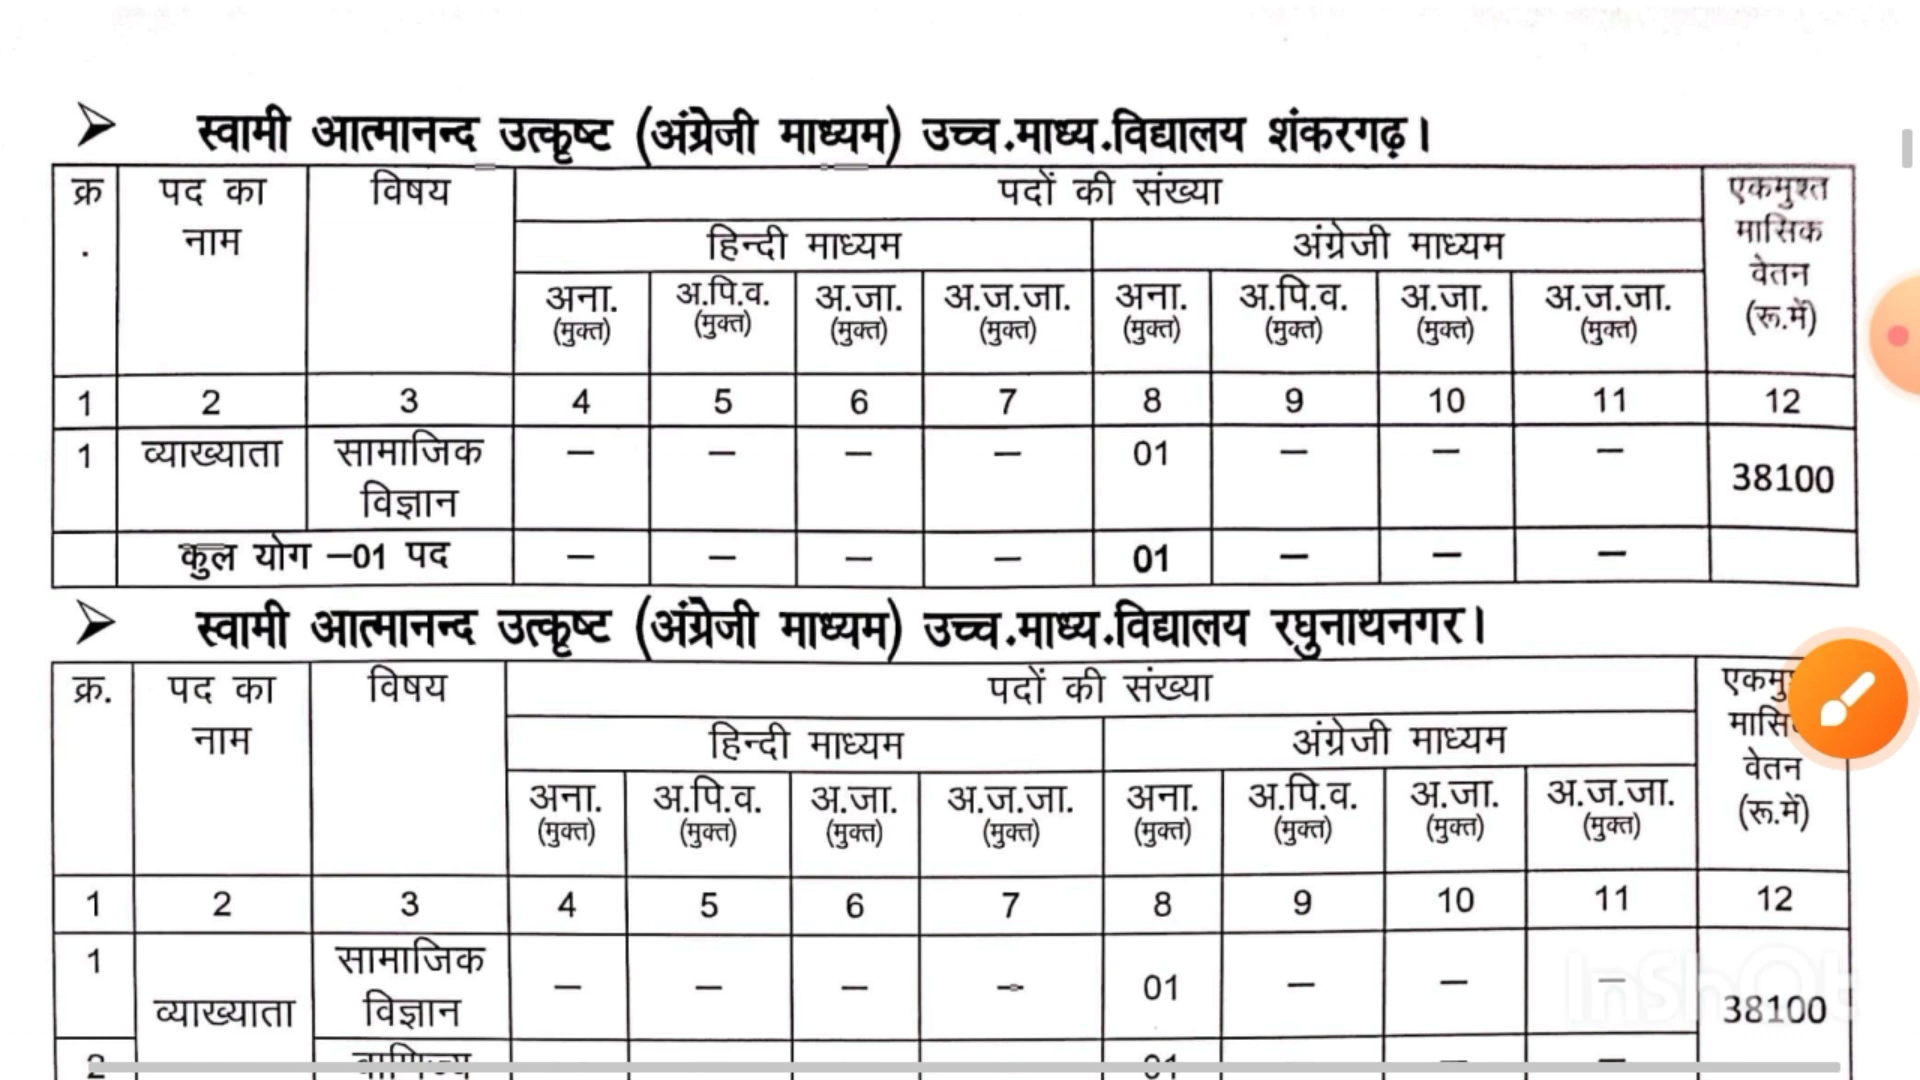 ➢ स्वामी आत्मानन्द उत्कृष्ट (अंग्रेजी माध्यम) उच्च.माध्य.विद्यालय शंकरगढ़।
क्र. पद का नाम विषय पदों की संख्या एकमुश्त मासिक वेतन (रू.में)
हिन्दी माध्यम अंग्रेजी माध्यम
अना. (मुक्त) अ.पि.व. (मुक्त) अ.जा. (मुक्त) अ.ज.जा. (मुक्त) अना. (मुक्त) अ.पि.व. (मुक्त) अ.जा. (मुक्त) अ.ज.जा. (मुक्त)
1 2 3 4 5 6 7 8 9 10 11 12
1 व्याख्याता सामाजिक विज्ञान – – – – 01 – – – 38100
कुल योग –01 पद – – – – 01 – – –
➢ स्वामी आत्मानन्द उत्कृष्ट (अंग्रेजी माध्यम) उच्च.माध्य.विद्यालय रघुनाथनगर।
क्र. पद का नाम विषय पदों की संख्या मासिक वेतन (रू.में)
हिन्दी माध्यम अंग्रेजी माध्यम
अना. (मुक्त) अ.पि.व. (मुक्त) अ.जा. (मुक्त) अ.ज.जा. (मुक्त) अना. (मुक्त) अ.पि.व. (मुक्त) अ.जा. (मुक्त) अ.ज.जा. (मुक्त)
1 2 3 4 5 6 7 8 9 10 11 12
1 व्याख्याता सामाजिक विज्ञान – – – – 01 – – – 38100
2 वाणिज्य 01 – –
InShOt